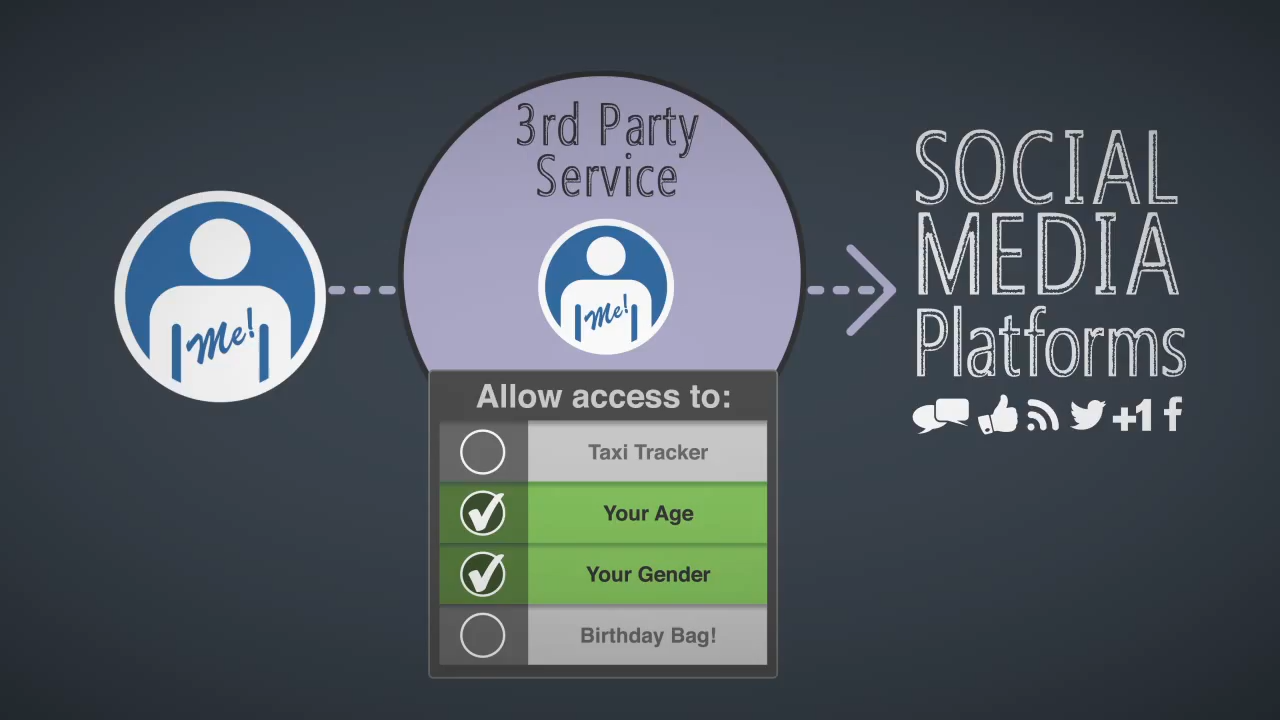 Me!
3rd Party
Service
Me!
Allow access to:
Taxi Tracker
Your Age
Your Gender
Birthday Bag!
SOCIAL
MEDIA
Platforms
+1 f